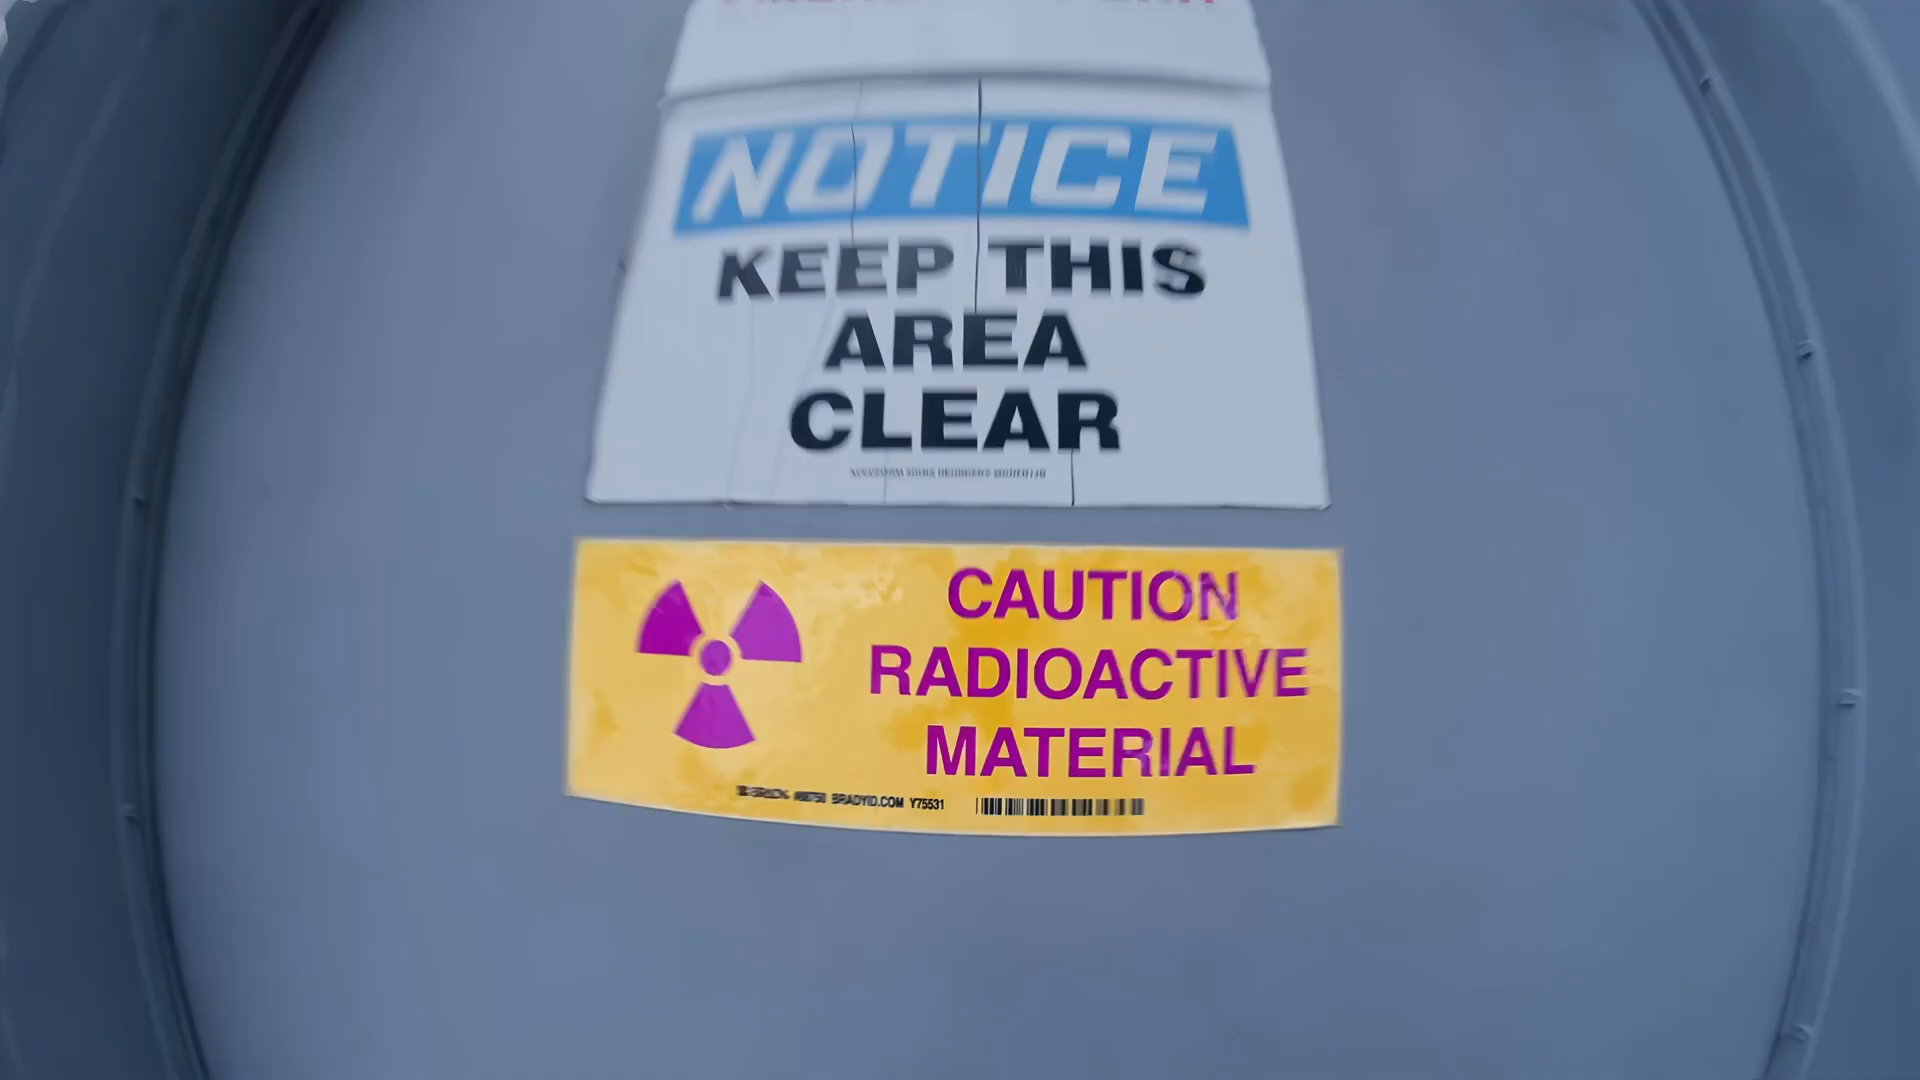 NOTICE
KEEP THIS
AREA
CLEAR
CAUTION
RADIOACTIVE
MATERIAL
BRADYID.COM Y75531